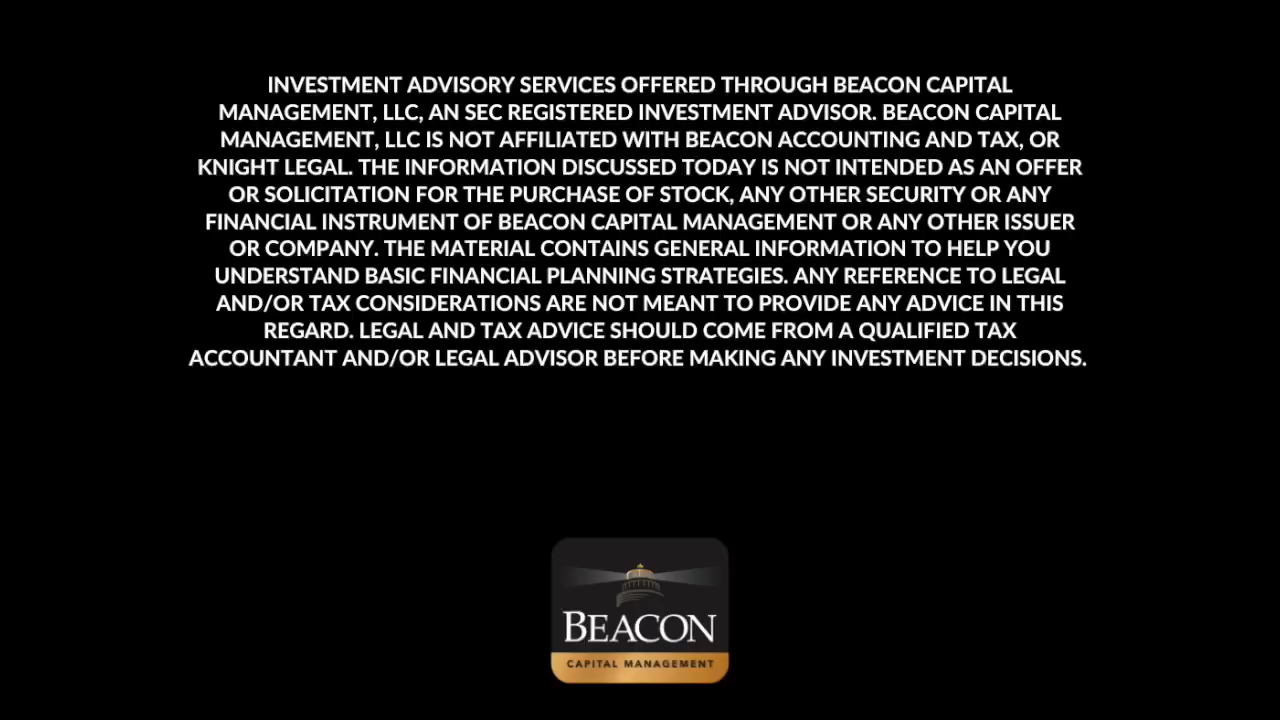 INVESTMENT ADVISORY SERVICES OFFERED THROUGH BEACON CAPITAL
MANAGEMENT, LLC, AN SEC REGISTERED INVESTMENT ADVISOR. BEACON CAPITAL
MANAGEMENT, LLC IS NOT AFFILIATED WITH BEACON ACCOUNTING AND TAX, OR
KNIGHT LEGAL. THE INFORMATION DISCUSSED TODAY IS NOT INTENDED AS AN OFFER
OR SOLICITATION FOR THE PURCHASE OF STOCK, ANY OTHER SECURITY OR ANY
FINANCIAL INSTRUMENT OF BEACON CAPITAL MANAGEMENT OR ANY OTHER ISSUER
OR COMPANY. THE MATERIAL CONTAINS GENERAL INFORMATION TO HELP YOU
UNDERSTAND BASIC FINANCIAL PLANNING STRATEGIES. ANY REFERENCE TO LEGAL
AND/OR TAX CONSIDERATIONS ARE NOT MEANT TO PROVIDE ANY ADVICE IN THIS
REGARD. LEGAL AND TAX ADVICE SHOULD COME FROM A QUALIFIED TAX
ACCOUNTANT AND/OR LEGAL ADVISOR BEFORE MAKING ANY INVESTMENT DECISIONS.
BEACON
CAPITAL MANAGEMENT